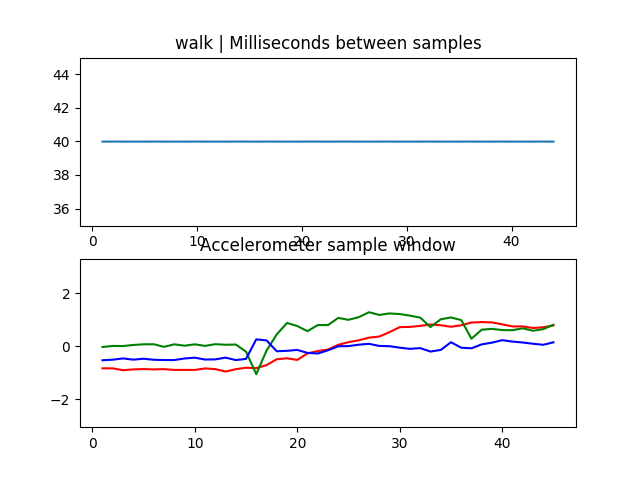 walk | Milliseconds between samples
44
42
40
38
36
0 10 20 30 40
Accelerometer sample window
2
0
−2
0 10 20 30 40